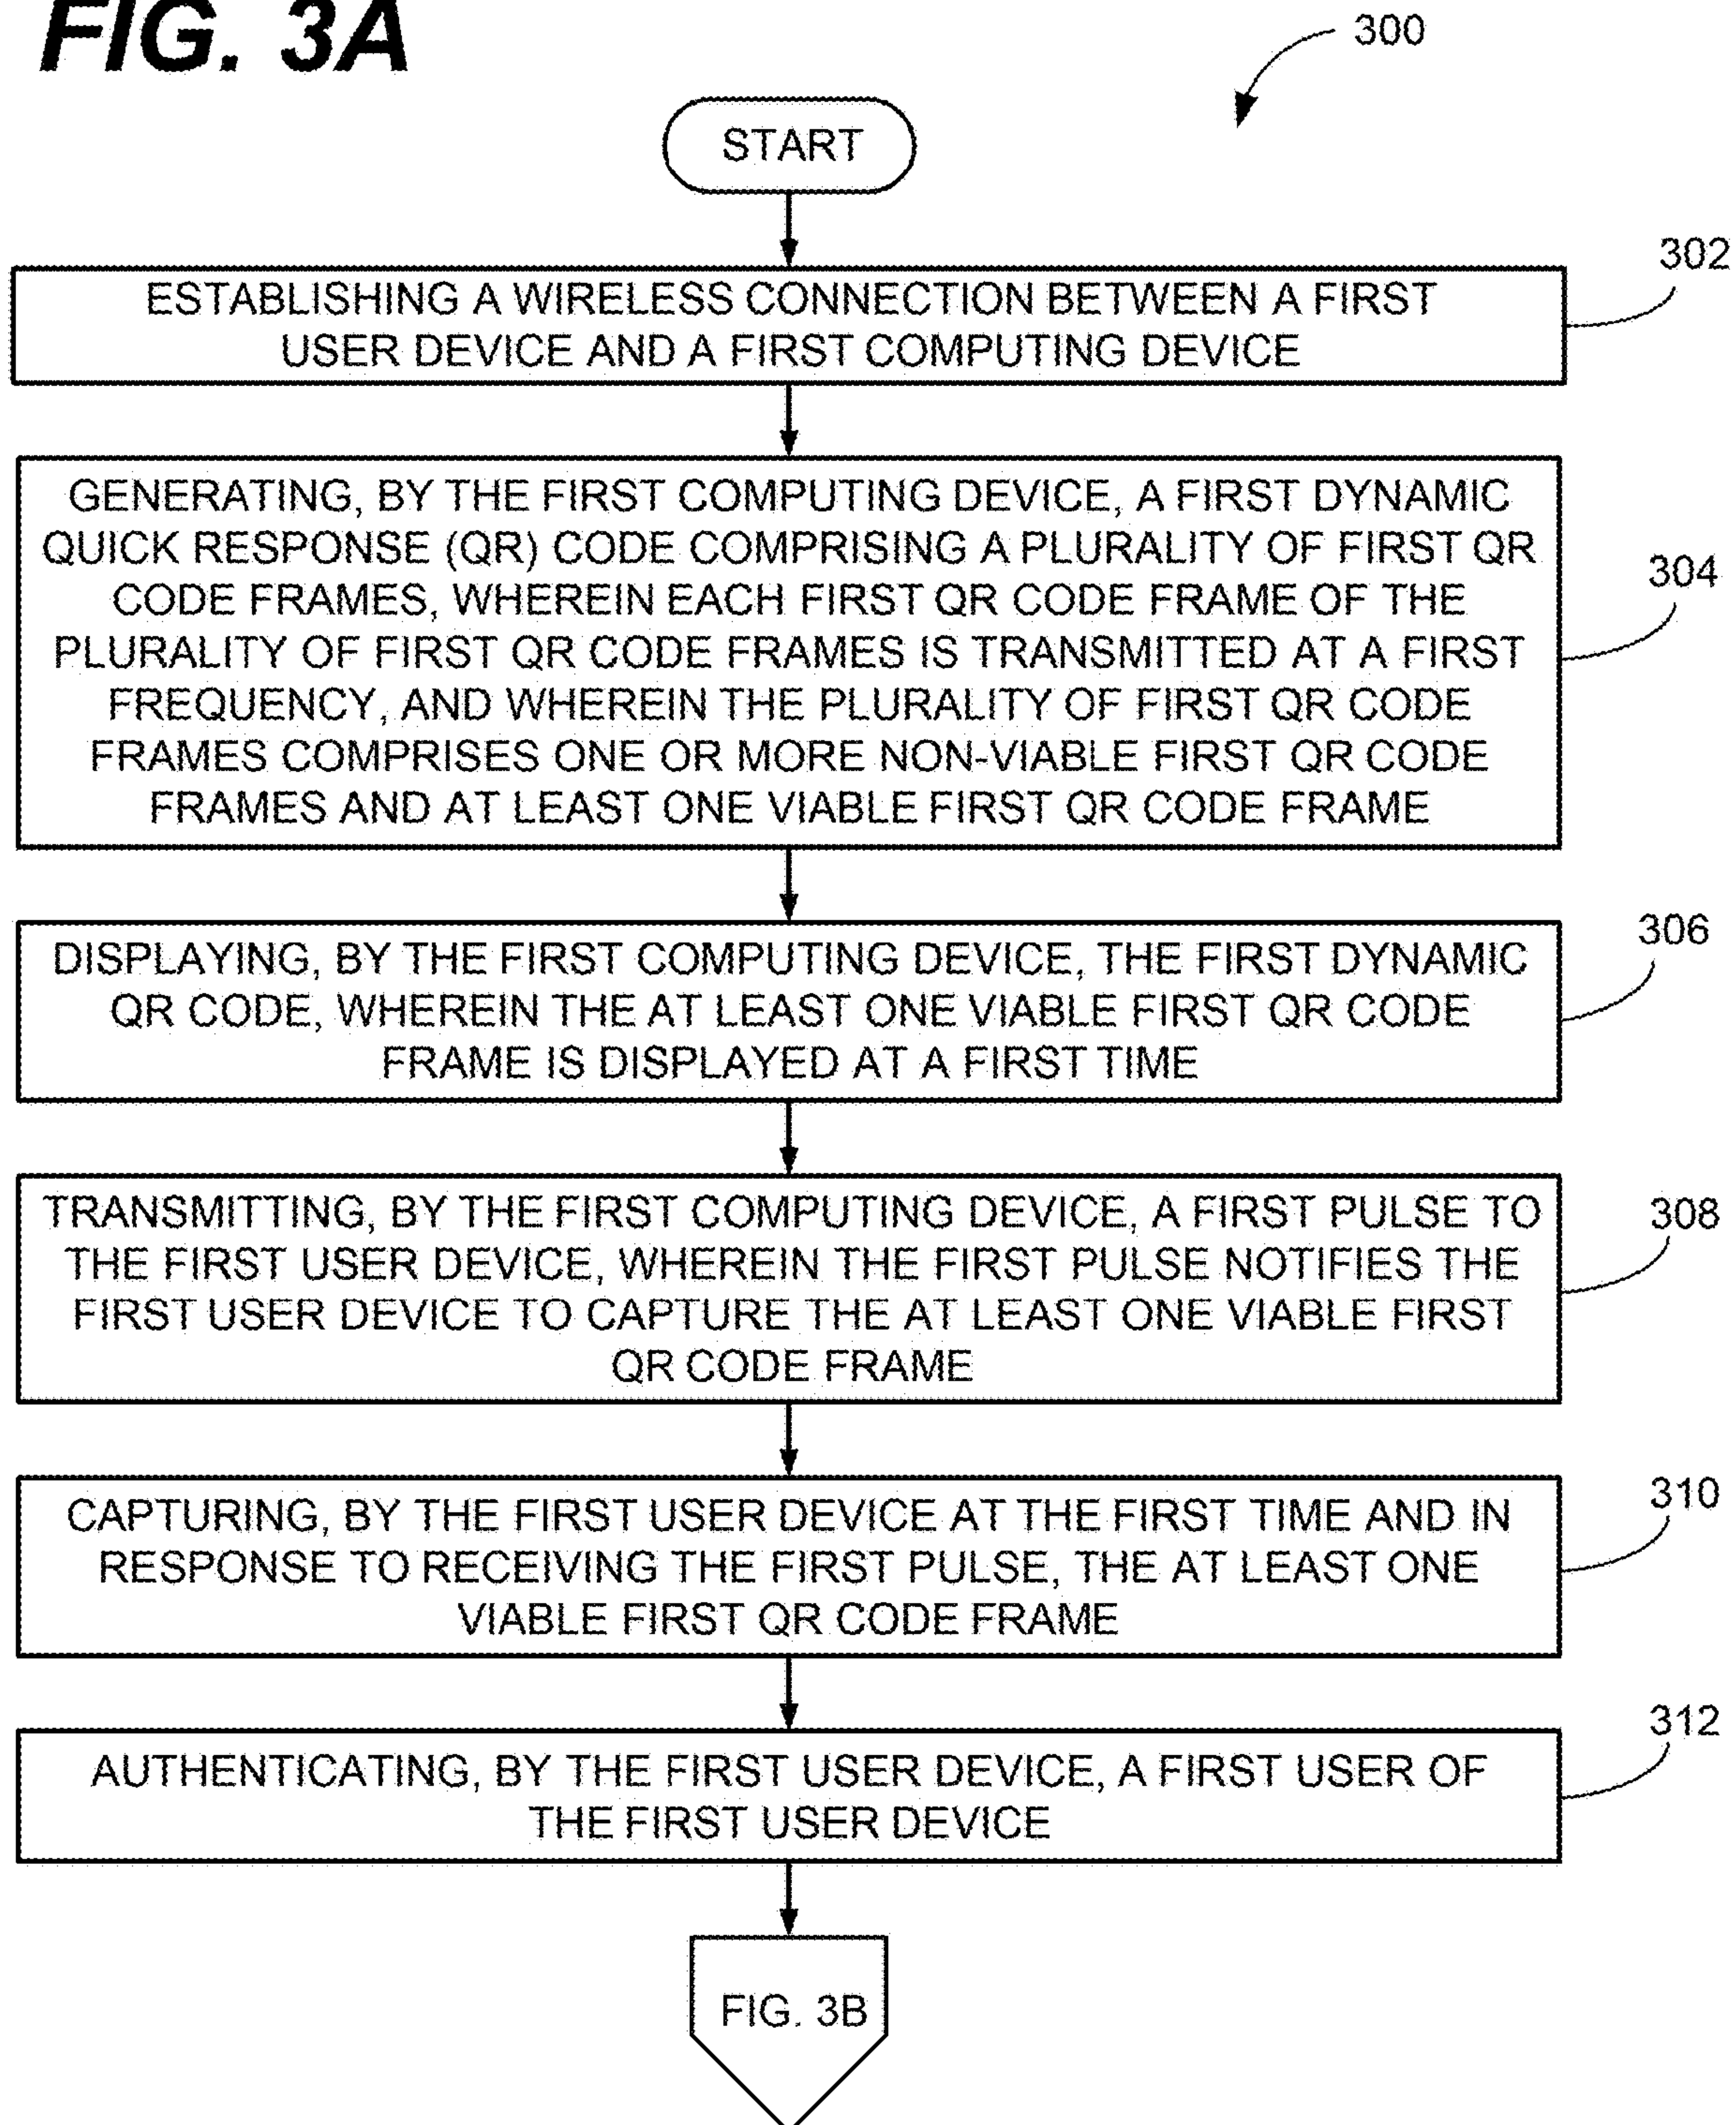 FIG. 3A
300
START
302
ESTABLISHING A WIRELESS CONNECTION BETWEEN A FIRST
USER DEVICE AND A FIRST COMPUTING DEVICE
GENERATING, BY THE FIRST COMPUTING DEVICE, A FIRST DYNAMIC
QUICK RESPONSE (QR) CODE COMPRISING A PLURALITY OF FIRST QR
CODE FRAMES, WHEREIN EACH FIRST QR CODE FRAME OF THE
PLURALITY OF FIRST QR CODE FRAMES IS TRANSMITTED AT A FIRST
FREQUENCY, AND WHEREIN THE PLURALITY OF FIRST QR CODE
FRAMES COMPRISES ONE OR MORE NON-VIABLE FIRST QR CODE
FRAMES AND AT LEAST ONE VIABLE FIRST QR CODE FRAME
304
DISPLAYING, BY THE FIRST COMPUTING DEVICE, THE FIRST DYNAMIC
QR CODE, WHEREIN THE AT LEAST ONE VIABLE FIRST QR CODE
FRAME IS DISPLAYED AT A FIRST TIME
306
TRANSMITTING, BY THE FIRST COMPUTING DEVICE, A FIRST PULSE TO
THE FIRST USER DEVICE, WHEREIN THE FIRST PULSE NOTIFIES THE
FIRST USER DEVICE TO CAPTURE THE AT LEAST ONE VIABLE FIRST
QR CODE FRAME
308
CAPTURING, BY THE FIRST USER DEVICE AT THE FIRST TIME AND IN
RESPONSE TO RECEIVING THE FIRST PULSE, THE AT LEAST ONE
VIABLE FIRST QR CODE FRAME
310
AUTHENTICATING, BY THE FIRST USER DEVICE, A FIRST USER OF
THE FIRST USER DEVICE
312
FIG. 3B